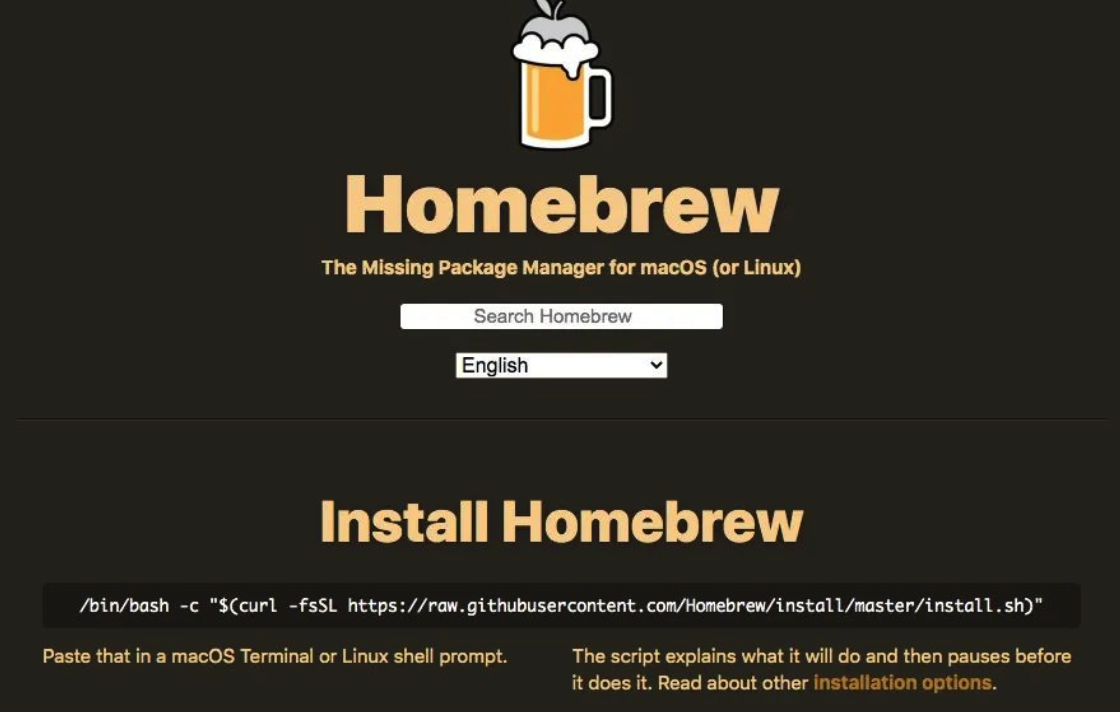 Homebrew
The Missing Package Manager for macOS (or Linux)
Search Homebrew
English
Install Homebrew
/bin/bash -c "$(curl -fsSL https://raw.githubusercontent.com/Homebrew/install/master/install.sh)"
Paste that in a macOS Terminal or Linux shell prompt.
The script explains what it will do and then pauses before
it does it. Read about other installation options.